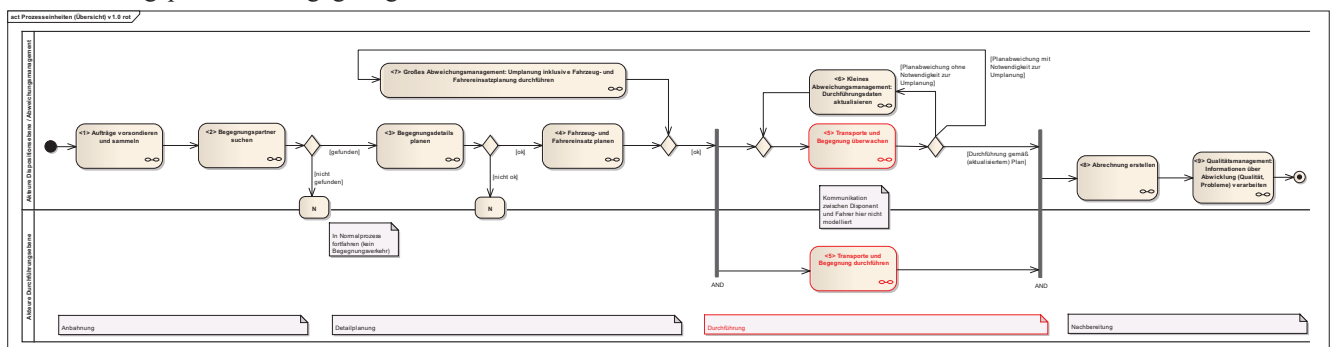 act Prozesseinheiten (Übersicht) v 1.0 rot
Akteure Dispositionsebene / Abweichungsmanagement
<7> Großes Abweichungsmanagement: Umplanung inklusive Fahrzeug- und
Fahrereinsatzplanung durchführen
[Planabweichung ohne
Notwendigkeit zur
Umplanung]
[Planabweichung mit
Notwendigkeit zur
Umplanung]
<6> Kleines
Abweichungsmanagement:
Durchführungsdaten
aktualisieren
<1> Aufträge vorsondieren
und sammeln
<2> Begegnungspartner
suchen
[gefunden]
[nicht
gefunden]
<3> Begegnungsdetails
planen
[ok]
[nicht ok]
<4> Fahrzeug- und
Fahrereinsatz planen
[ok]
<5> Transporte und
Begegnung überwachen
[Durchführung gemäß
(aktualisiertem) Plan]
<8> Abrechnung erstellen
<9> Qualitätsmanagement:
Informationen über
Abwicklung (Qualität,
Probleme) verarbeiten
N
N
Kommunikation
zwischen Disponent
und Fahrer hier nicht
modelliert
Akteure Durchführungsebene
In Normalprozess
fortfahren (kein
Begegnungsverkehr)
<5> Transporte und
Begegnung durchführen
AND
AND
Anbahnung
Detailplanung
Durchführung
Nachbereitung